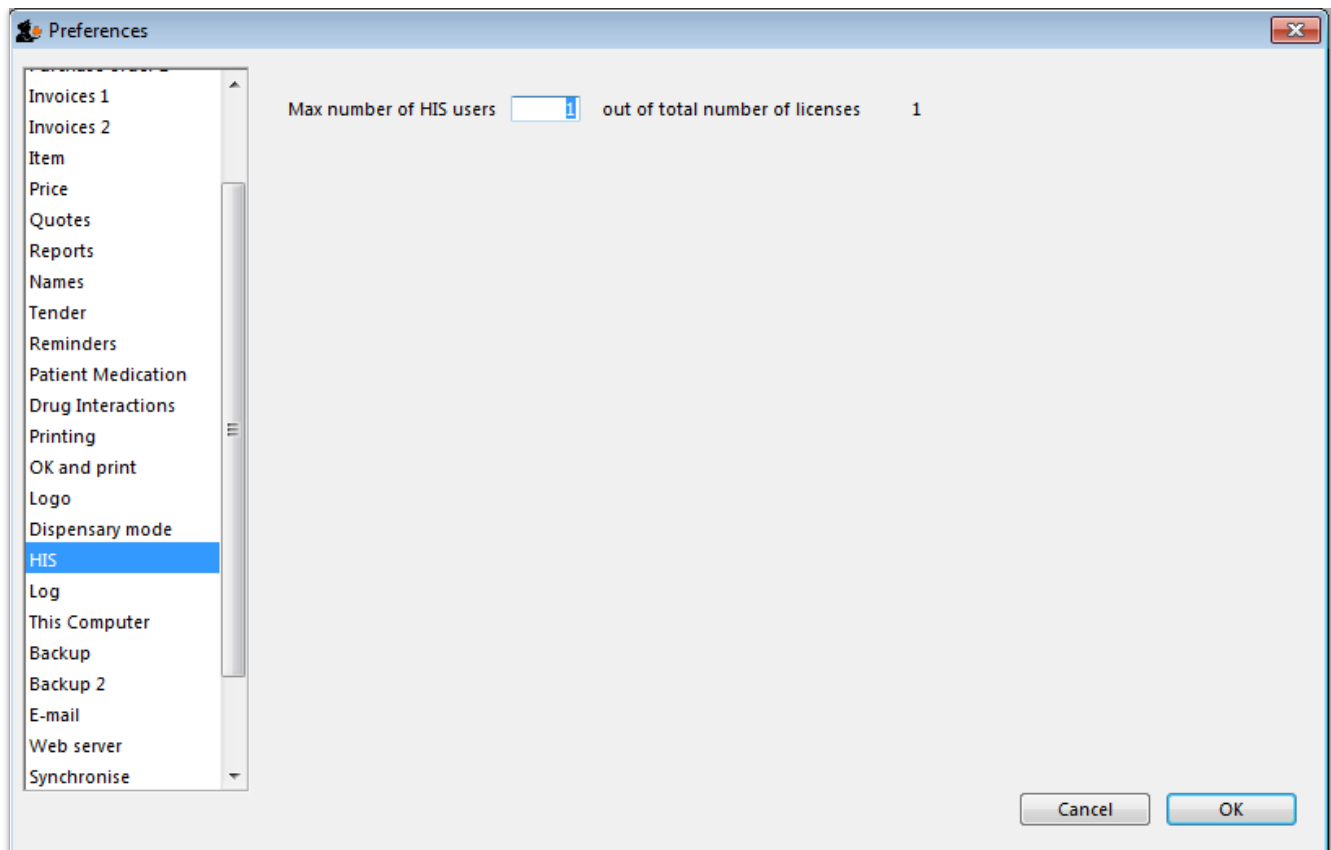 Preferences
Invoices 1
Invoices 2
Item
Price
Quotes
Reports
Names
Tender
Reminders
Patient Medication
Drug Interactions
Printing
OK and print
Logo
Dispensary mode
HIS
Log
This Computer
Backup
Backup 2
E-mail
Web server
Synchronise
Max number of HIS users 1 out of total number of licenses 1
Cancel OK